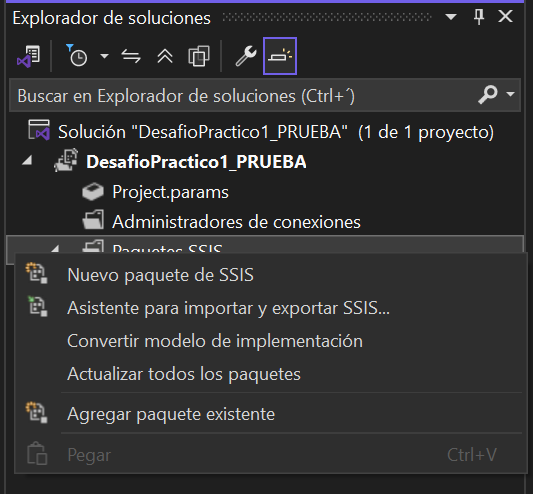 Explorador de soluciones
Buscar en Explorador de soluciones (Ctrl+´)
Solución "DesafioPractico1_PRUEBA" (1 de 1 proyecto)
DesafioPractico1_PRUEBA
Project.params
Administradores de conexiones
Paquetes SSIS
Nuevo paquete de SSIS
Asistente para importar y exportar SSIS...
Convertir modelo de implementación
Actualizar todos los paquetes
Agregar paquete existente
Pegar Ctrl+V